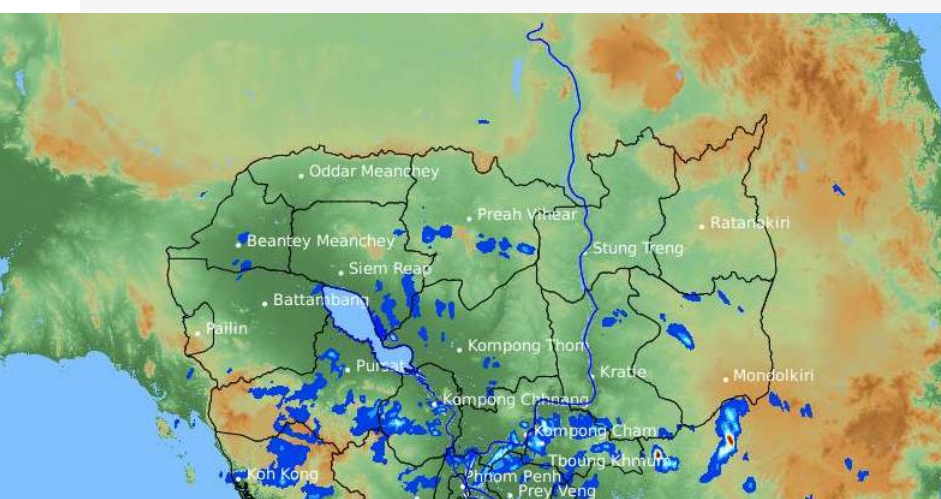 Oddar Meanchey
Preah Vihear
Ratanakiri
Beantey Meanchey
Stung Treng
Siem Reap
Battambang
Pailin
Kompong Thom
Pursat
Kratie
Mondolkiri
Kompong Chhnang
Kompong Cham
Tboung Khmum
Koh Kong
Phnom Penh
Prey Veng